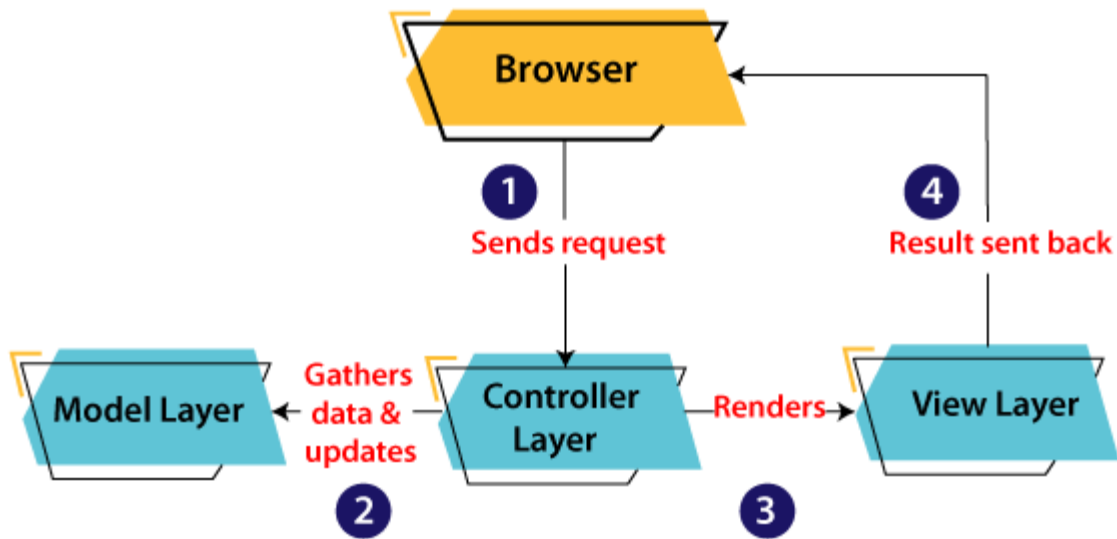 Browser
1
Sends request
4
Result sent back
Model Layer
Gathers
data &
updates
2
Controller
Layer
Renders
3
View Layer